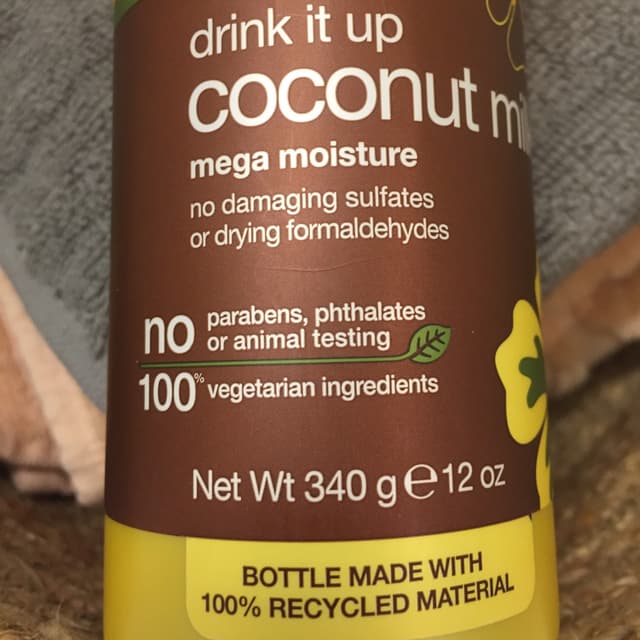 drink it up
coconut
mega moisture
no damaging sulfates
or drying formaldehydes
no parabens, phthalates
or animal testing
100% vegetarian ingredients
Net Wt 340 g ℮ 12 oz
BOTTLE MADE WITH
100% RECYCLED MATERIAL